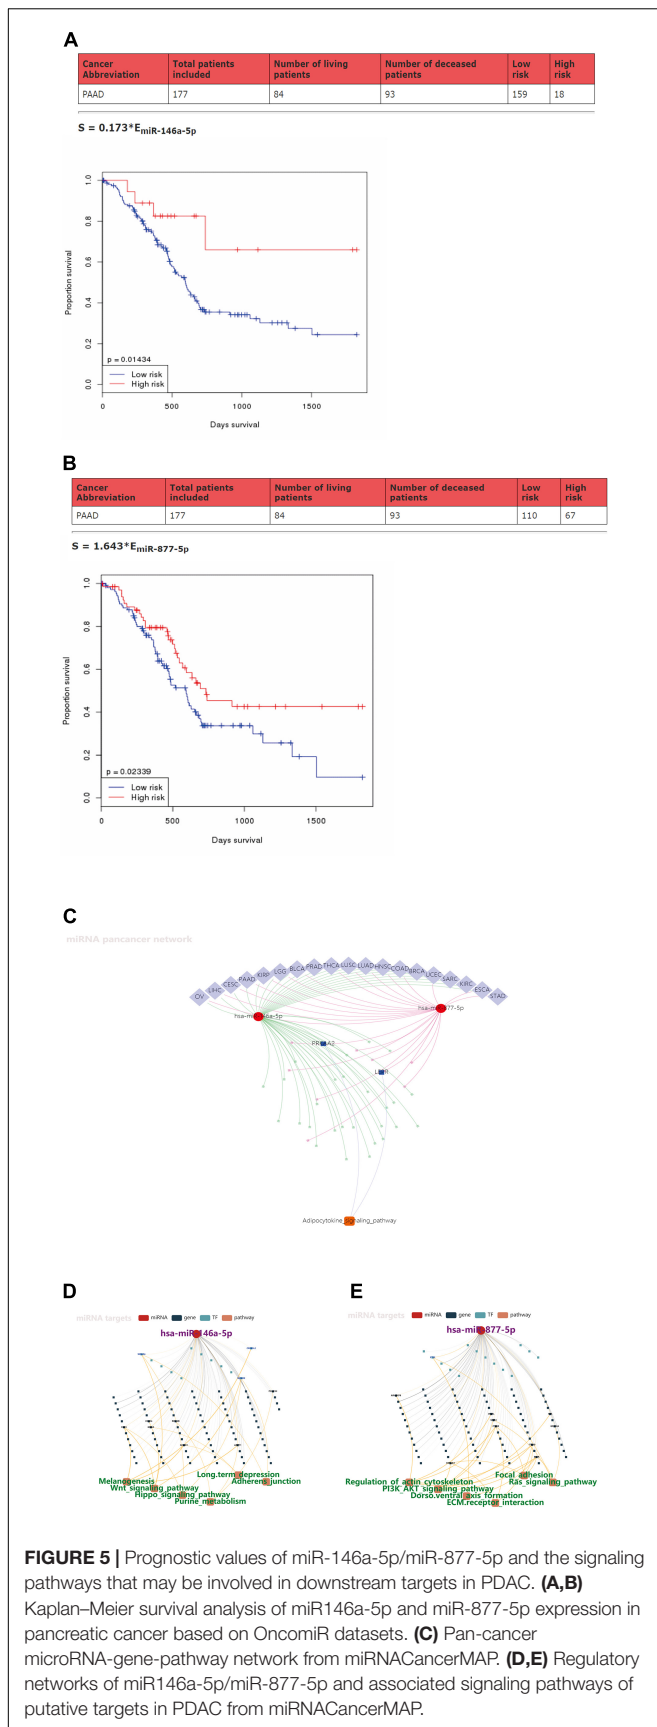 A
Cancer Abbreviation Total patients included Number of living patients Number of deceased patients Low risk High risk
PAAD 177 84 93 159 18
S = 0.173*EmiR-146a-5p
Proportion survival
1.0
0.8
0.6
0.4
0.2
0.0
p = 0.01434
Low risk
High risk
0 500 1000 1500
Days survival
B
Cancer Abbreviation Total patients included Number of living patients Number of deceased patients Low risk High risk
PAAD 177 84 93 110 67
S = 1.643*EmiR-877-5p
Proportion survival
1.0
0.8
0.6
0.4
0.2
0.0
p = 0.02339
Low risk
High risk
0 500 1000 1500
Days survival
C
miRNA pancancer network
OV LIHC CESC PAAD KIRP LGG BLCA PRAD THCA LUSC LUAD HNSC COAD BRCA UCEC SARC KIRC ESCA STAD
hsa-miR-146a-5p
hsa-miR-877-5p
Adipocytokine_signaling_pathway
D
miRNA targets miRNA gene TF pathway
hsa-miR-146a-5p
Long.term_depression
Melanogenesis Adherens_junction
Wnt_signaling_pathway
Hippo_signaling_pathway
Purine_metabolism
E
miRNA targets miRNA gene TF pathway
hsa-miR-877-5p
Focal_adhesion
Regulation_of_actin_cytoskeleton Ras_signaling_pathway
PI3K_AKT_signaling_pathway
Dorso.ventral_axis_formation
ECM.receptor_interaction
FIGURE 5 | Prognostic values of miR-146a-5p/miR-877-5p and the signaling
pathways that may be involved in downstream targets in PDAC. (A,B)
Kaplan–Meier survival analysis of miR146a-5p and miR-877-5p expression in
pancreatic cancer based on OncomiR datasets. (C) Pan-cancer
microRNA-gene-pathway network from miRNACancerMAP. (D,E) Regulatory
networks of miR146a-5p/miR-877-5p and associated signaling pathways of
putative targets in PDAC from miRNACancerMAP.